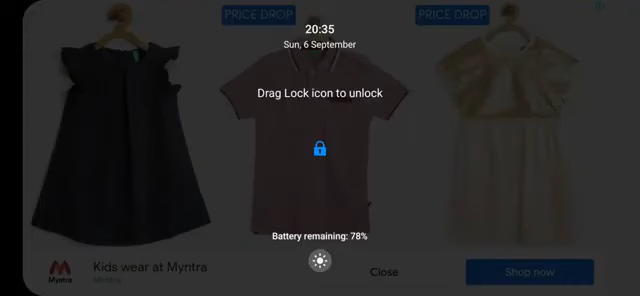 PRICE DROP
PRICE DROP
20:35
Sun, 6 September
Drag Lock icon to unlock
Battery remaining: 78%
Myntra
Kids wear at Myntra
Myntra
Close
Shop now